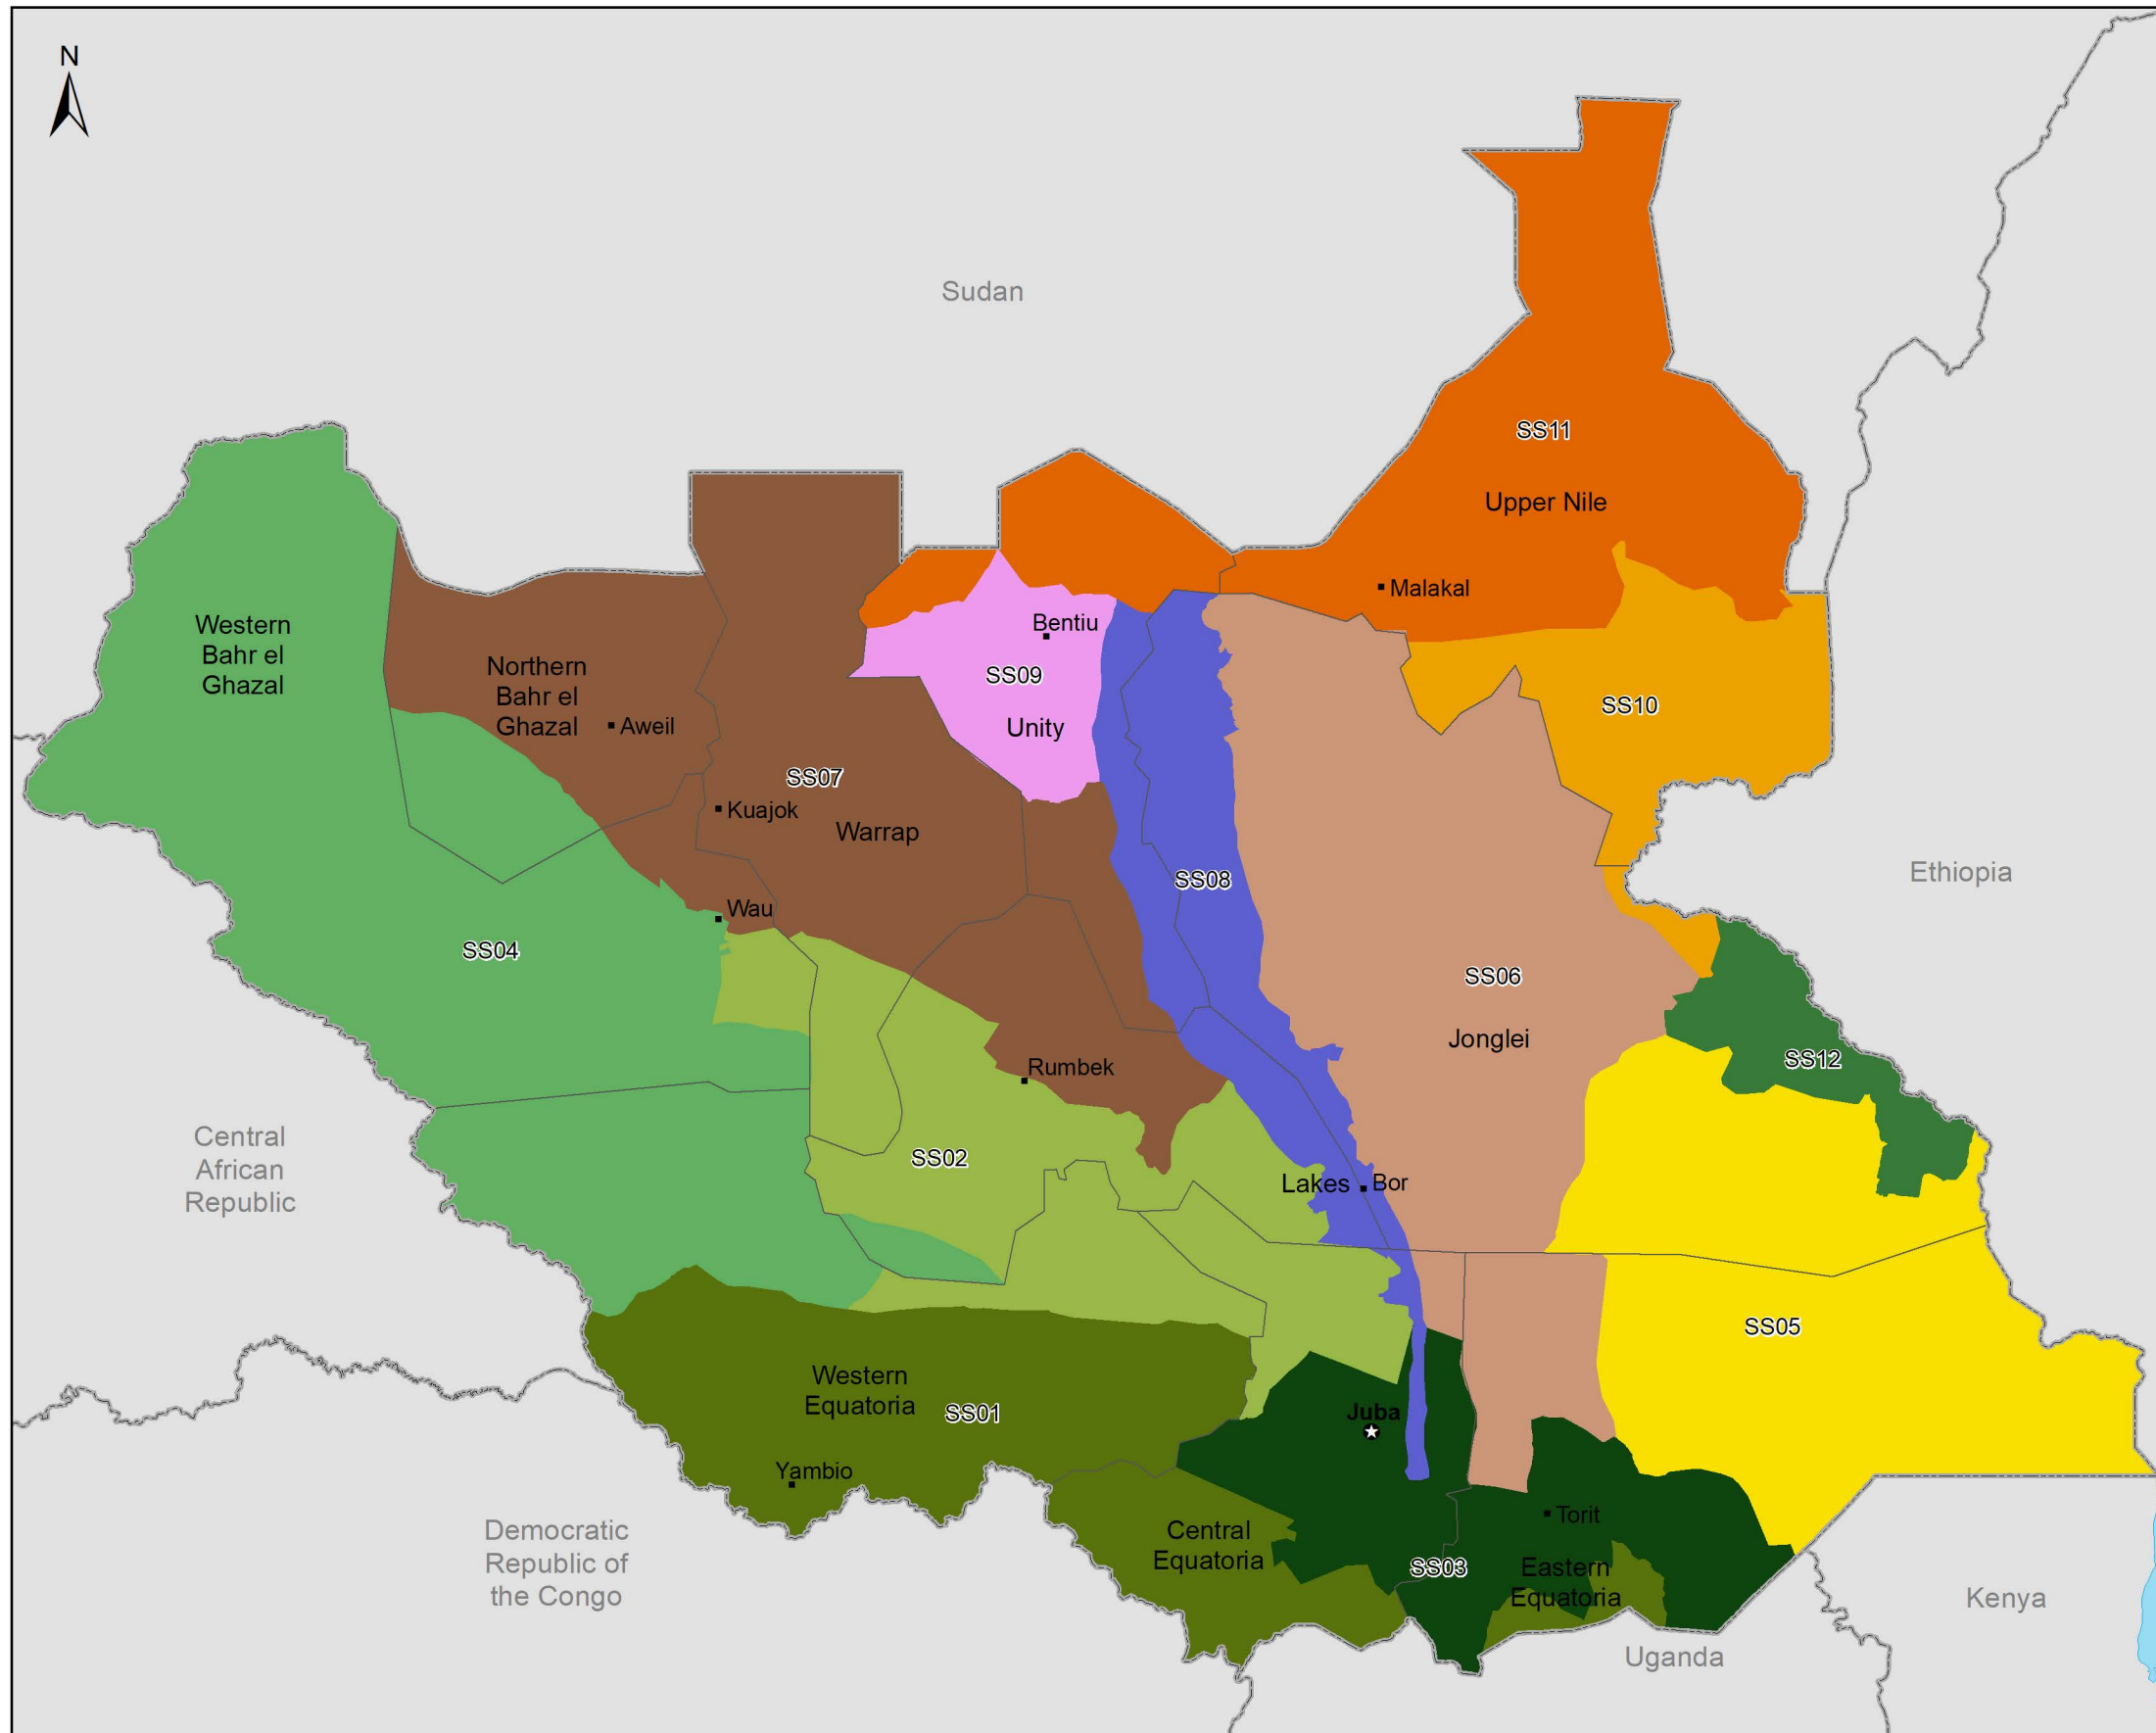 N
Sudan
SS11
Upper Nile
Malakal
Western
Bahr el
Ghazal
Bentiu
Northern
Bahr el
Ghazal
SS09
SS10
Aweil
Unity
SS07
Kuajok
Warrap
SS08
Ethiopia
Wau
SS04
SS06
Jonglei
SS12
Rumbek
Central
African
Republic
SS02
Lakes
Bor
SS05
Western
Equatoria
SS01
Juba
Yambio
Torit
Democratic
Republic of
the Congo
Central
Equatoria
SS03
Eastern
Equatoria
Kenya
Uganda